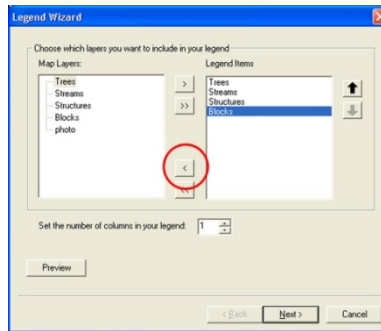 Legend Wizard
Choose which layers you want to include in your legend
Map Layers:
Legend Items
Trees
Streams
Structures
Blocks
photo
>
>>
<
<<
Trees
Streams
Structures
Blocks
Set the number of columns in your legend:
1
Preview
< Back
Next >
Cancel